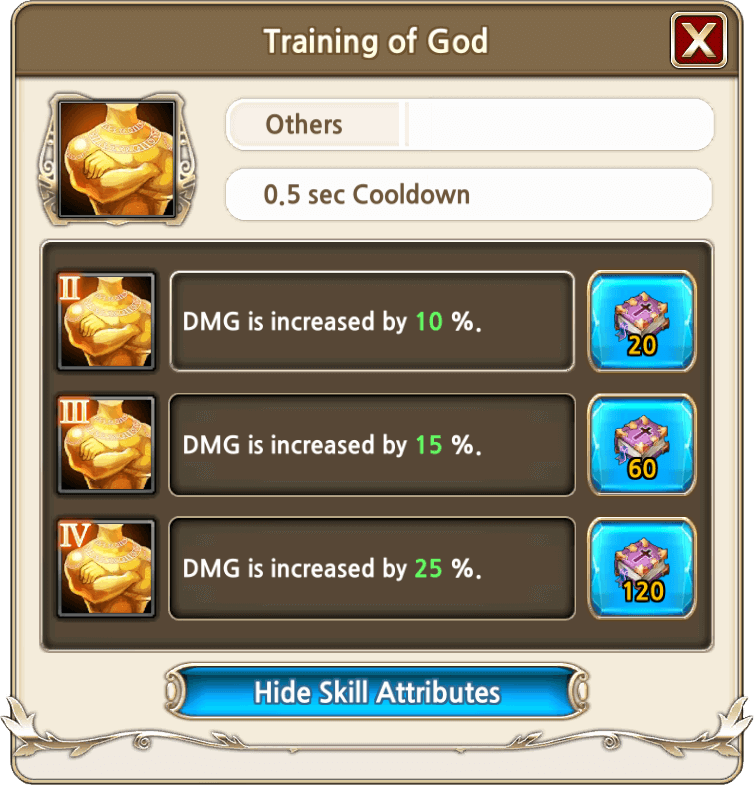 Training of God
X
Others
0.5 sec Cooldown
II
DMG is increased by 10 %.
20
III
DMG is increased by 15 %.
60
IV
DMG is increased by 25 %.
120
Hide Skill Attributes